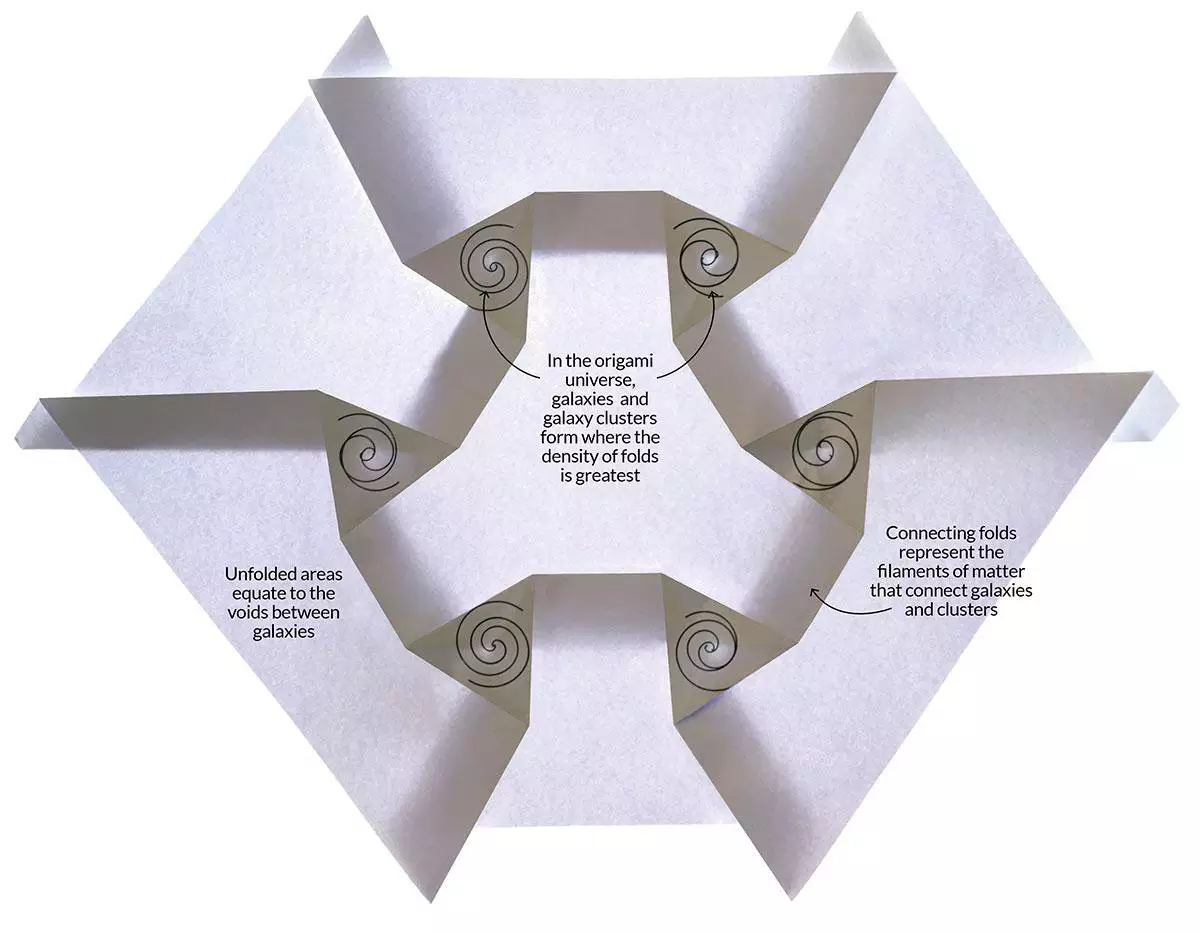 In the origami
universe,
galaxies and
galaxy clusters
form where the
density of folds
is greatest
Connecting folds
represent the
filaments of matter
that connect galaxies
and clusters
Unfolded areas
equate to the
voids between
galaxies